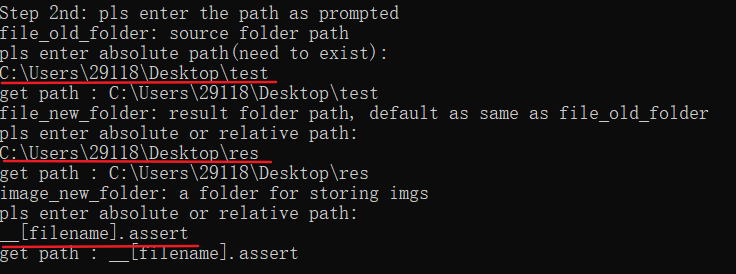 Step 2nd: pls enter the path as prompted
file_old_folder: source folder path
pls enter absolute path(need to exist):
C:\Users\29118\Desktop\test
get path : C:\Users\29118\Desktop\test
file_new_folder: result folder path, default as same as file_old_folder
pls enter absolute or relative path:
C:\Users\29118\Desktop\res
get path : C:\Users\29118\Desktop\res
image_new_folder: a folder for storing imgs
pls enter absolute or relative path:
__[filename].assert
get path : __[filename].assert